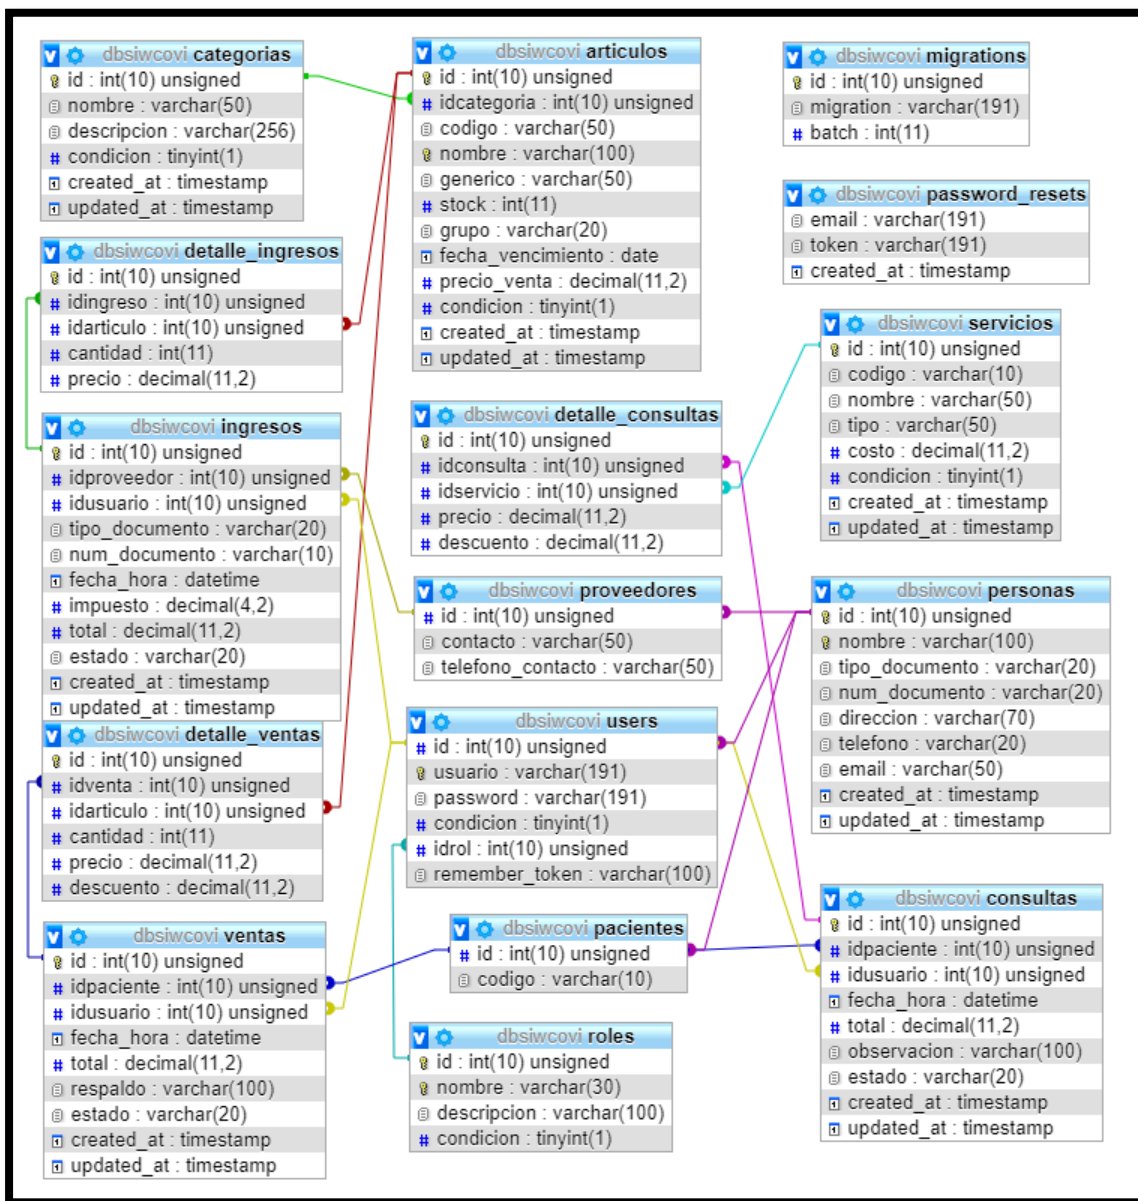 dbsiwcovi categorias
id : int(10) unsigned
nombre : varchar(50)
descripcion : varchar(256)
# condicion : tinyint(1)
created_at : timestamp
updated_at : timestamp
dbsiwcovi detalle_ingresos
id : int(10) unsigned
# idingreso : int(10) unsigned
# idarticulo : int(10) unsigned
# cantidad : int(11)
# precio : decimal(11,2)
dbsiwcovi ingresos
id : int(10) unsigned
# idproveedor : int(10) unsigned
# idusuario : int(10) unsigned
tipo_documento : varchar(20)
num_documento : varchar(10)
fecha_hora : datetime
# impuesto : decimal(4,2)
# total : decimal(11,2)
estado : varchar(20)
created_at : timestamp
updated_at : timestamp
dbsiwcovi detalle_ventas
id : int(10) unsigned
# idventa : int(10) unsigned
# idarticulo : int(10) unsigned
# cantidad : int(11)
# precio : decimal(11,2)
# descuento : decimal(11,2)
dbsiwcovi ventas
id : int(10) unsigned
# idpaciente : int(10) unsigned
# idusuario : int(10) unsigned
fecha_hora : datetime
# total : decimal(11,2)
respaldo : varchar(100)
estado : varchar(20)
created_at : timestamp
updated_at : timestamp
dbsiwcovi articulos
id : int(10) unsigned
# idcategoria : int(10) unsigned
codigo : varchar(50)
nombre : varchar(100)
generico : varchar(50)
# stock : int(11)
grupo : varchar(20)
fecha_vencimiento : date
# precio_venta : decimal(11,2)
# condicion : tinyint(1)
created_at : timestamp
updated_at : timestamp
dbsiwcovi detalle_consultas
id : int(10) unsigned
# idconsulta : int(10) unsigned
# idservicio : int(10) unsigned
# precio : decimal(11,2)
# descuento : decimal(11,2)
dbsiwcovi proveedores
# id : int(10) unsigned
contacto : varchar(50)
telefono_contacto : varchar(50)
dbsiwcovi users
# id : int(10) unsigned
usuario : varchar(191)
password : varchar(191)
# condicion : tinyint(1)
# idrol : int(10) unsigned
remember_token : varchar(100)
dbsiwcovi pacientes
# id : int(10) unsigned
codigo : varchar(10)
dbsiwcovi roles
id : int(10) unsigned
nombre : varchar(30)
descripcion : varchar(100)
# condicion : tinyint(1)
dbsiwcovi migrations
id : int(10) unsigned
migration : varchar(191)
# batch : int(11)
dbsiwcovi password_resets
email : varchar(191)
token : varchar(191)
created_at : timestamp
dbsiwcovi servicios
id : int(10) unsigned
codigo : varchar(10)
nombre : varchar(50)
tipo : varchar(50)
# costo : decimal(11,2)
# condicion : tinyint(1)
created_at : timestamp
updated_at : timestamp
dbsiwcovi personas
id : int(10) unsigned
nombre : varchar(100)
tipo_documento : varchar(20)
num_documento : varchar(20)
direccion : varchar(70)
telefono : varchar(20)
email : varchar(50)
created_at : timestamp
updated_at : timestamp
dbsiwcovi consultas
id : int(10) unsigned
# idpaciente : int(10) unsigned
# idusuario : int(10) unsigned
fecha_hora : datetime
# total : decimal(11,2)
observacion : varchar(100)
estado : varchar(20)
created_at : timestamp
updated_at : timestamp